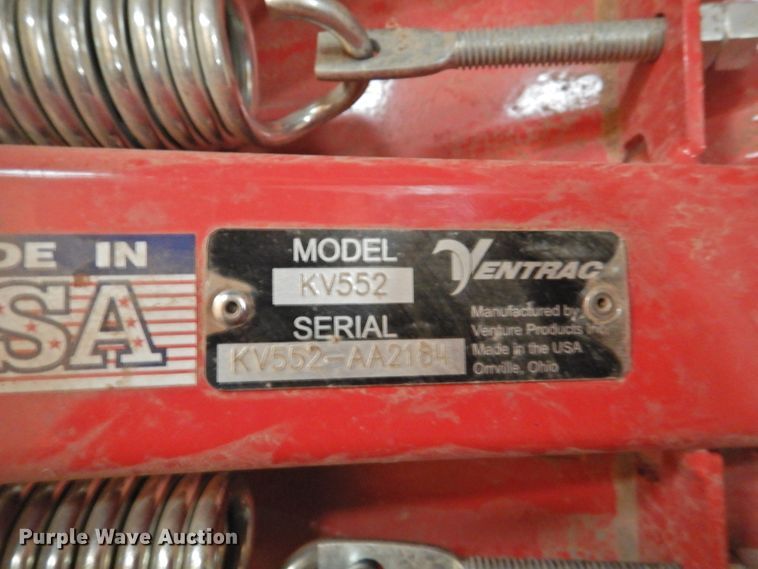 DE IN
SA
MODEL
KV552
SERIAL
KV552-AA2184
VENTRAC
Manufactured by
Venture Products Inc.
Made in the USA
Orrville, Ohio
Purple Wave Auction